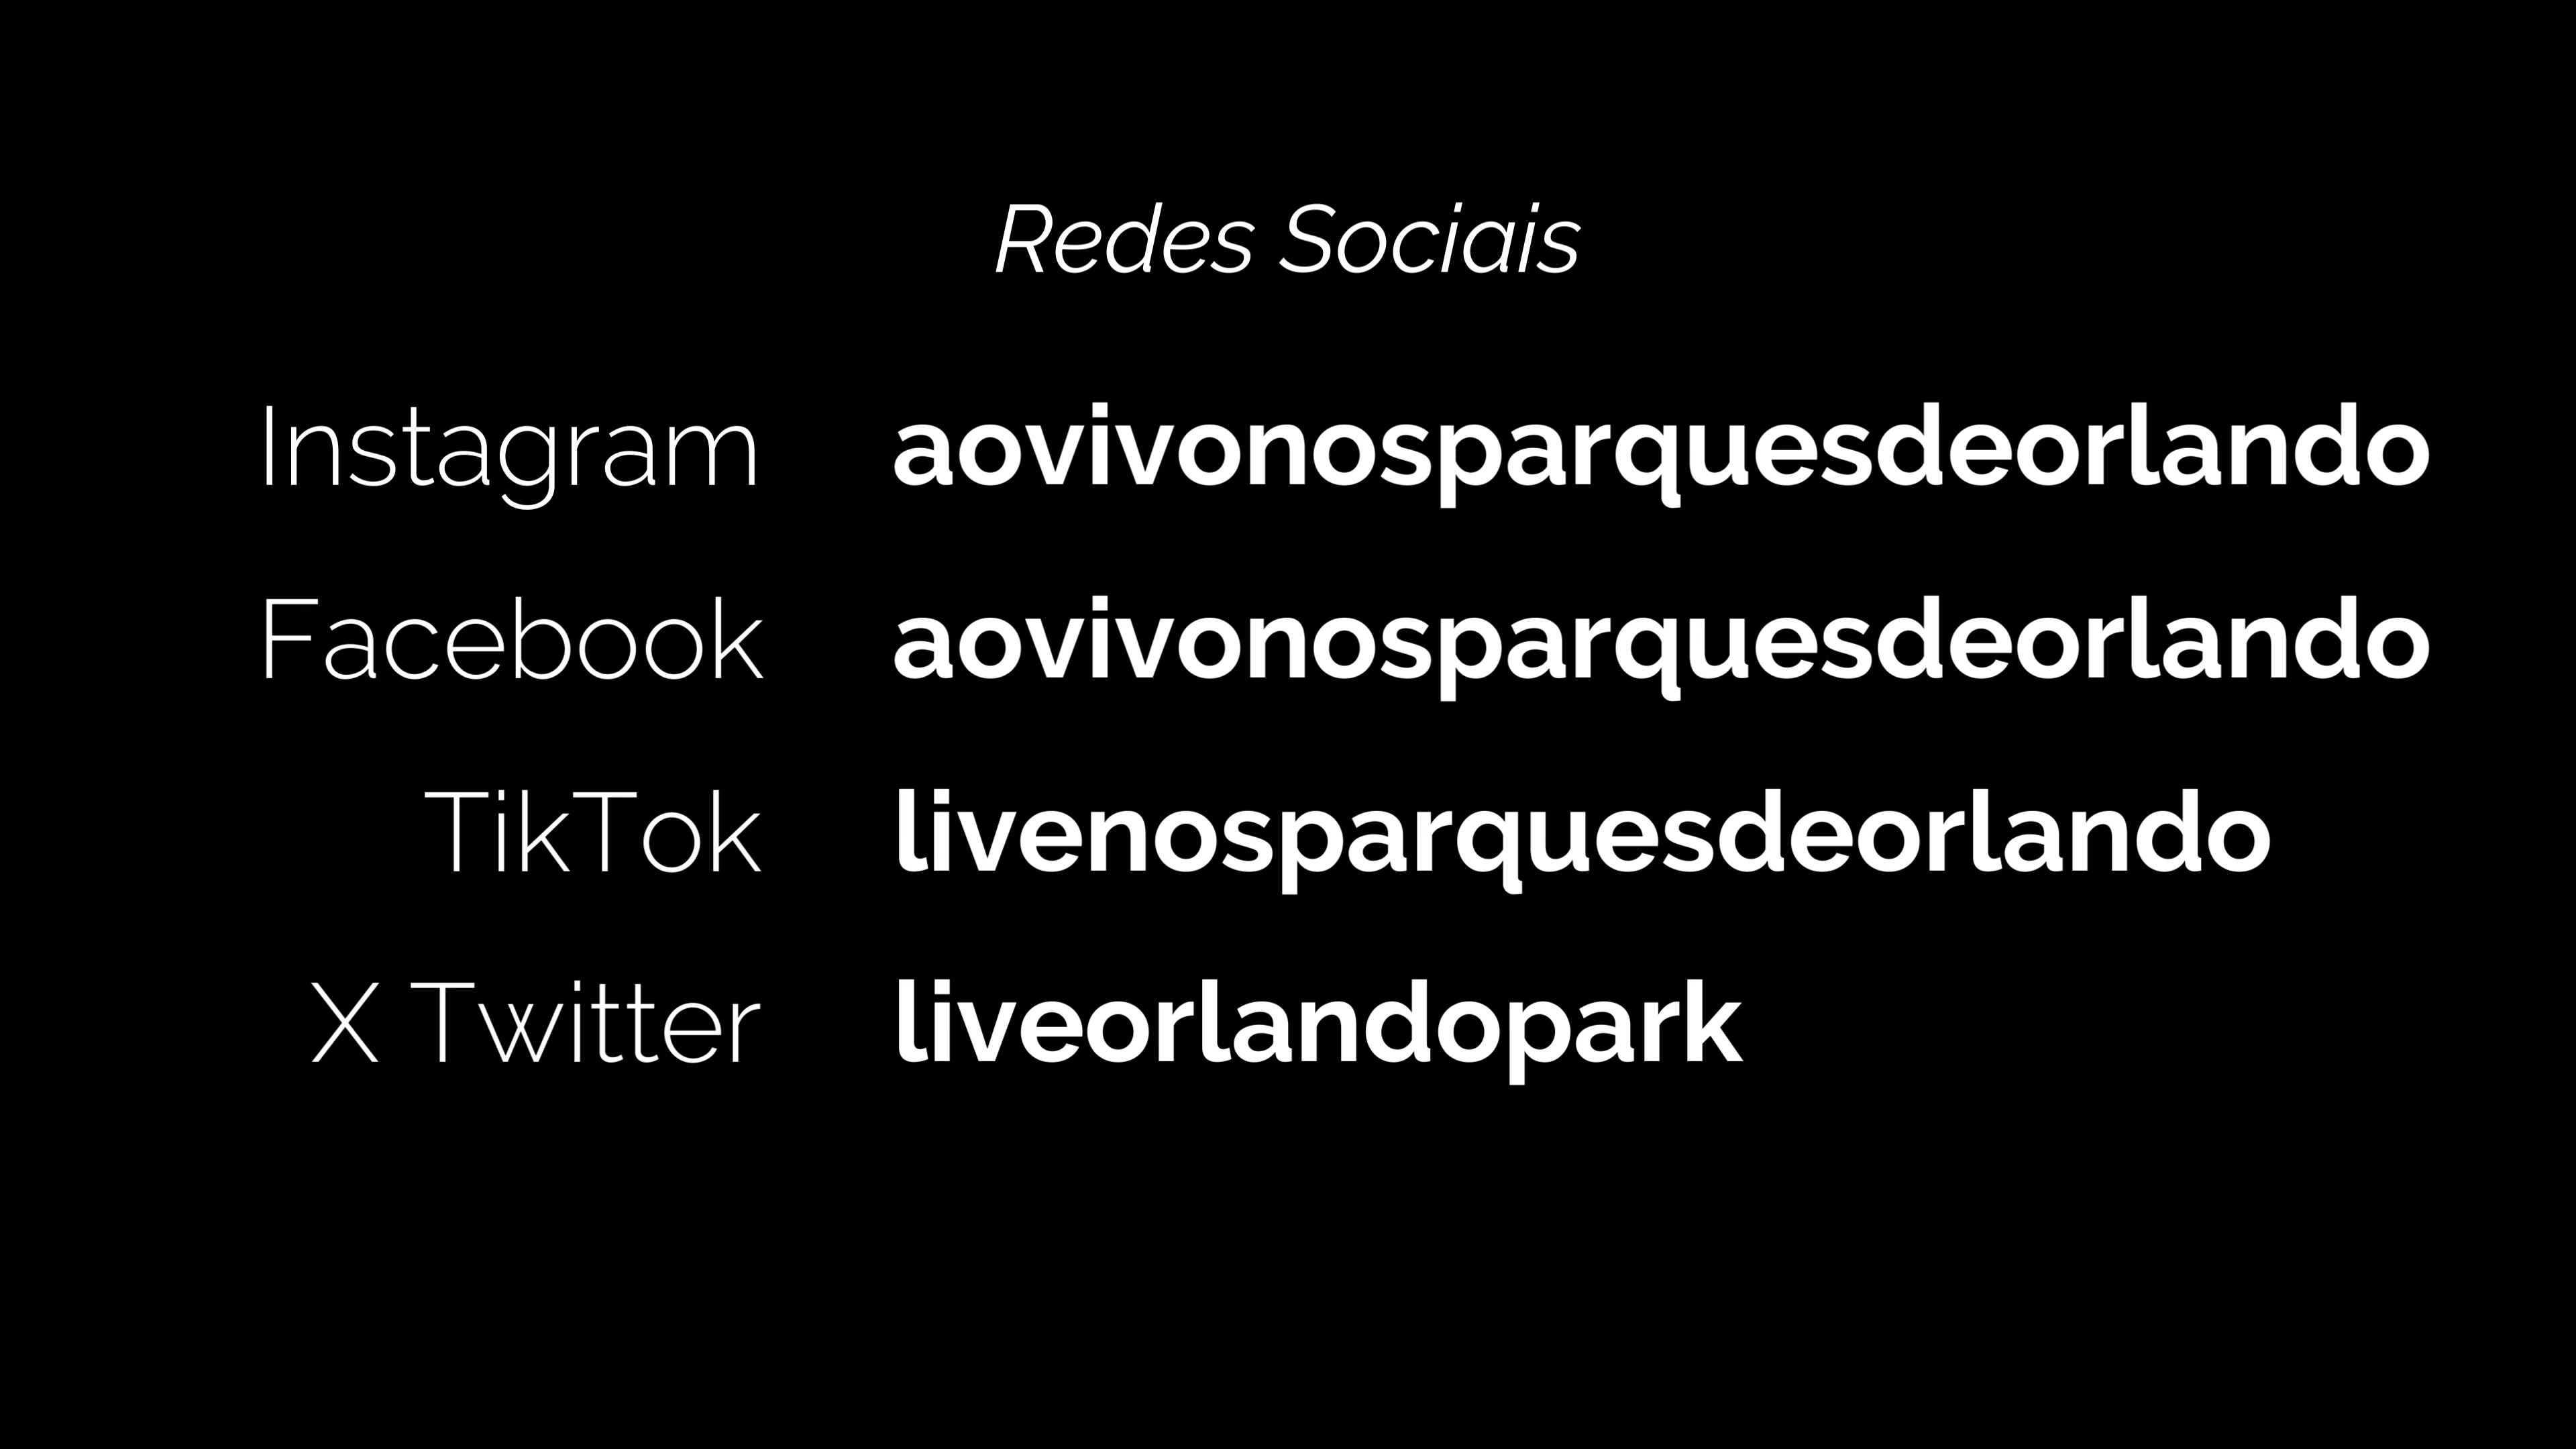 Redes Sociais
Instagram aovivonosparquesdeorlando
Facebook aovivonosparquesdeorlando
TikTok livenosparquesdeorlando
X Twitter liveorlandopark